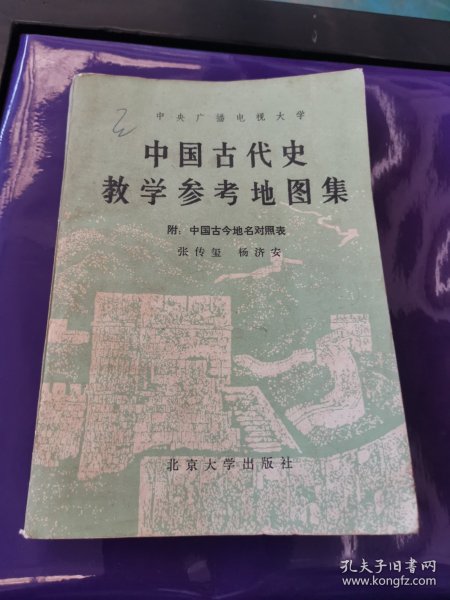 中央广播电视大学
中国古代史
教学参考地图集
附：中国古今地名对照表
张传玺 杨济安
北京大学出版社
孔夫子旧书网
www.kongfz.com